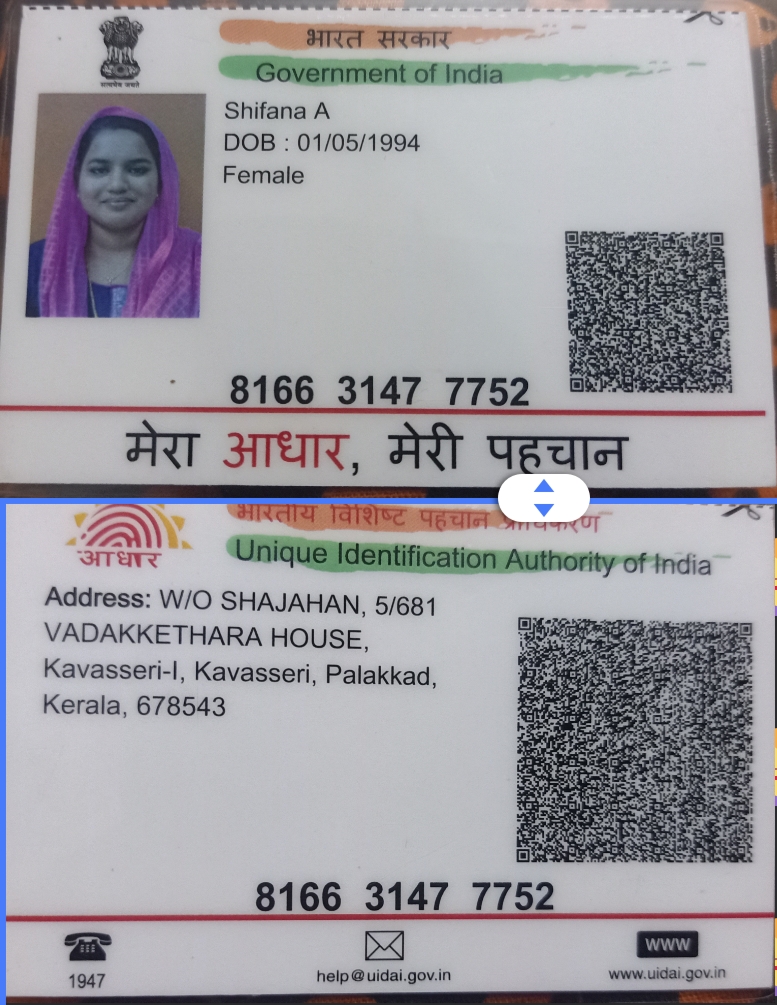 भारत सरकार
Government of India
सत्यमेव जयते
Shifana A
DOB : 01/05/1994
Female
8166 3147 7752
मेरा आधार, मेरी पहचान
भारतीय विशिष्ट पहचान प्राधिकरण
आधार
Unique Identification Authority of India
Address: W/O SHAJAHAN, 5/681
VADAKKETHARA HOUSE,
Kavasseri-I, Kavasseri, Palakkad,
Kerala, 678543
8166 3147 7752
1947
help@uidai.gov.in
WWW
www.uidai.gov.in